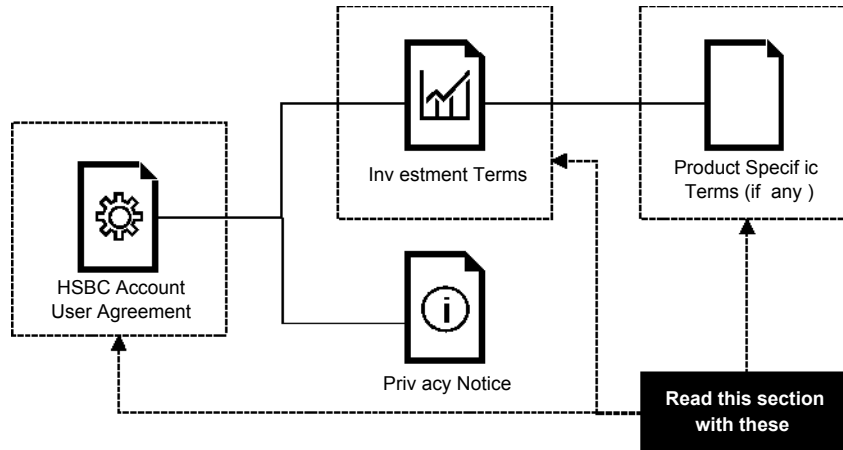 Inv estment Terms
Product Specif ic
Terms (if any )
HSBC Account
User Agreement
i
Priv acy Notice
Read this section
with these